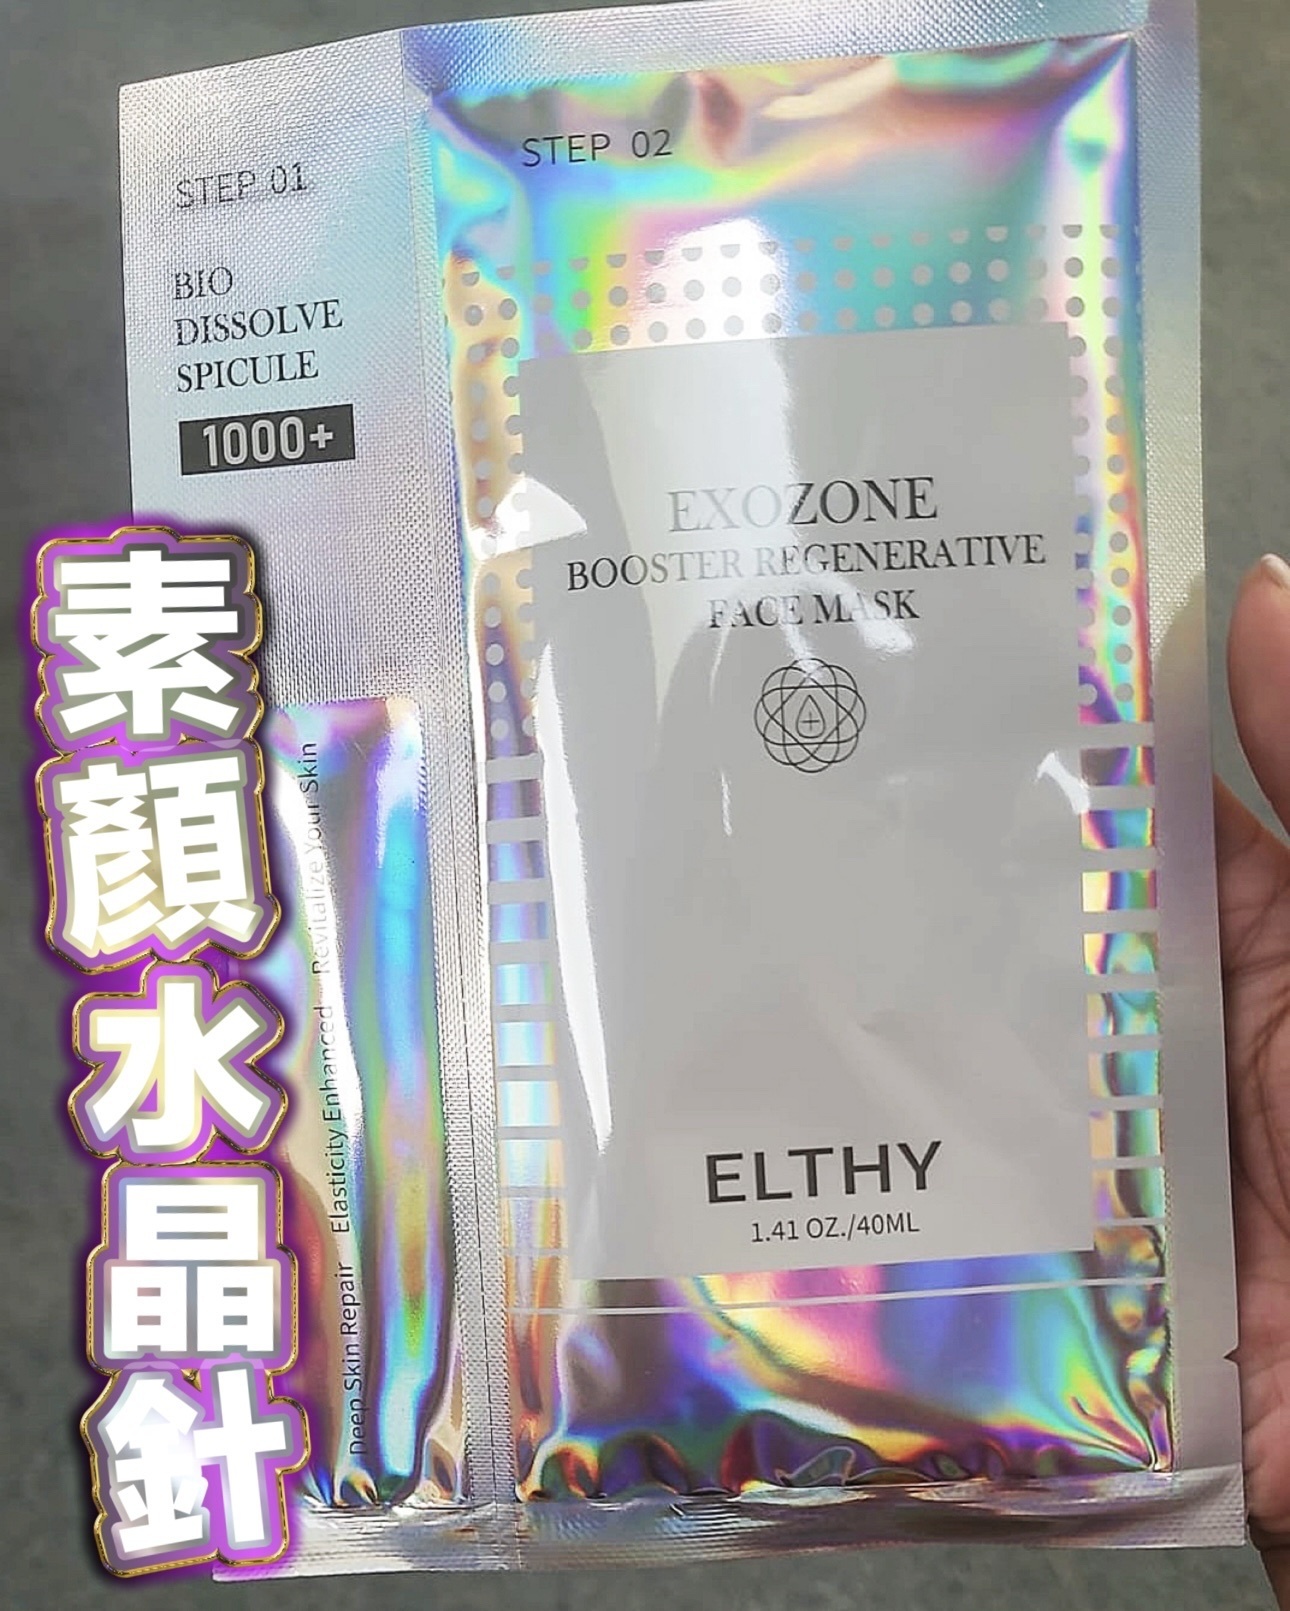 STEP 01
BIO
DISSOLVE
SPICULE
1000+
Deep Skin Repair Elasticity Enhanced Revitalize Your Skin
STEP 02
EXOZONE
BOOSTER REGENERATIVE
FACE MASK
ELTHY
1.41 OZ./40ML
素顏水晶針